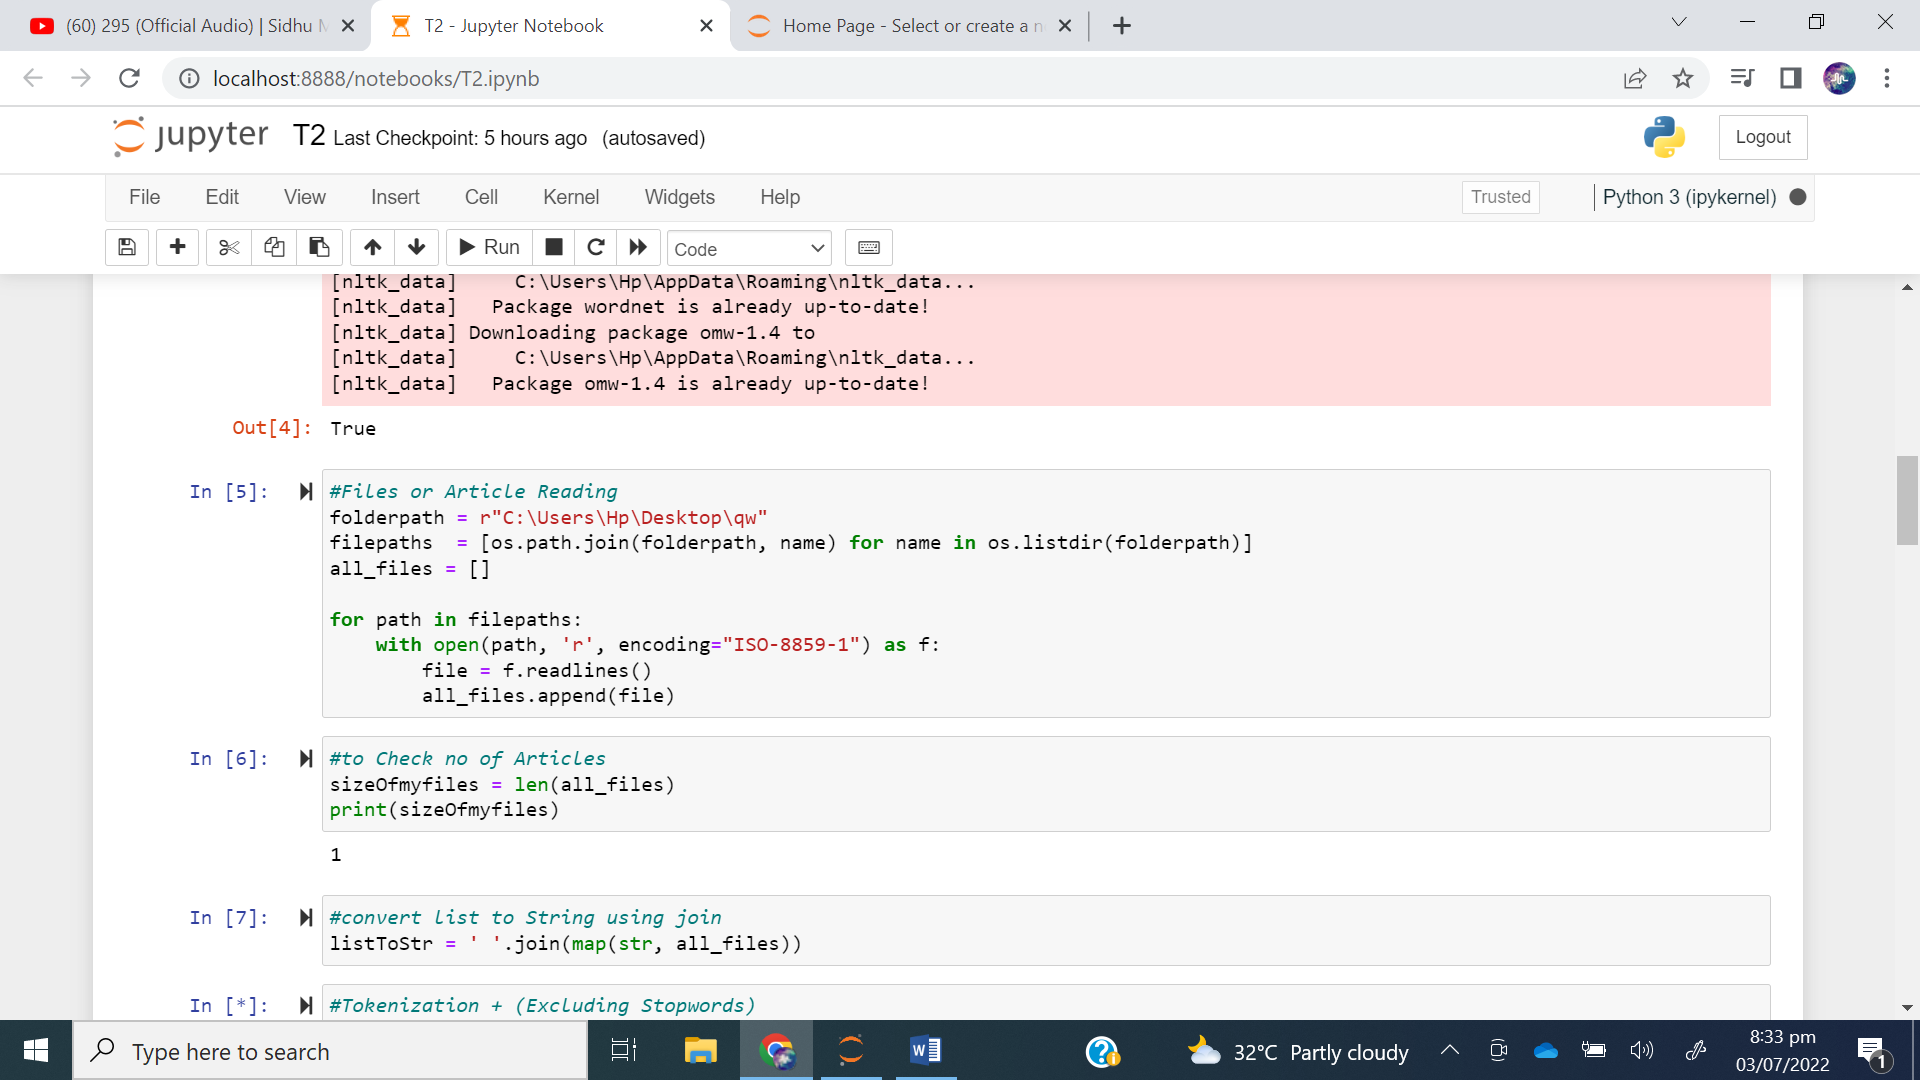 (60) 295 (Official Audio) | Sidhu M
T2 - Jupyter Notebook
Home Page - Select or create a n
localhost:8888/notebooks/T2.ipynb
jupyter T2 Last Checkpoint: 5 hours ago (autosaved)
Logout
File Edit View Insert Cell Kernel Widgets Help
Trusted
Python 3 (ipykernel)
Run
Code
[nltk_data]     C:\Users\Hp\AppData\Roaming\nltk_data...
[nltk_data]   Package wordnet is already up-to-date!
[nltk_data] Downloading package omw-1.4 to
[nltk_data]     C:\Users\Hp\AppData\Roaming\nltk_data...
[nltk_data]   Package omw-1.4 is already up-to-date!
Out[4]: True
In [5]: #Files or Article Reading
folderpath = r"C:\Users\Hp\Desktop\qw"
filepaths  = [os.path.join(folderpath, name) for name in os.listdir(folderpath)]
all_files = []
for path in filepaths:
    with open(path, 'r', encoding="ISO-8859-1") as f:
        file = f.readlines()
        all_files.append(file)
In [6]: #to Check no of Articles
sizeOfmyfiles = len(all_files)
print(sizeOfmyfiles)
1
In [7]: #convert list to String using join
listToStr = ' '.join(map(str, all_files))
In [*]: #Tokenization + (Excluding Stopwords)
Type here to search
32°C Partly cloudy
8:33 pm
03/07/2022
1